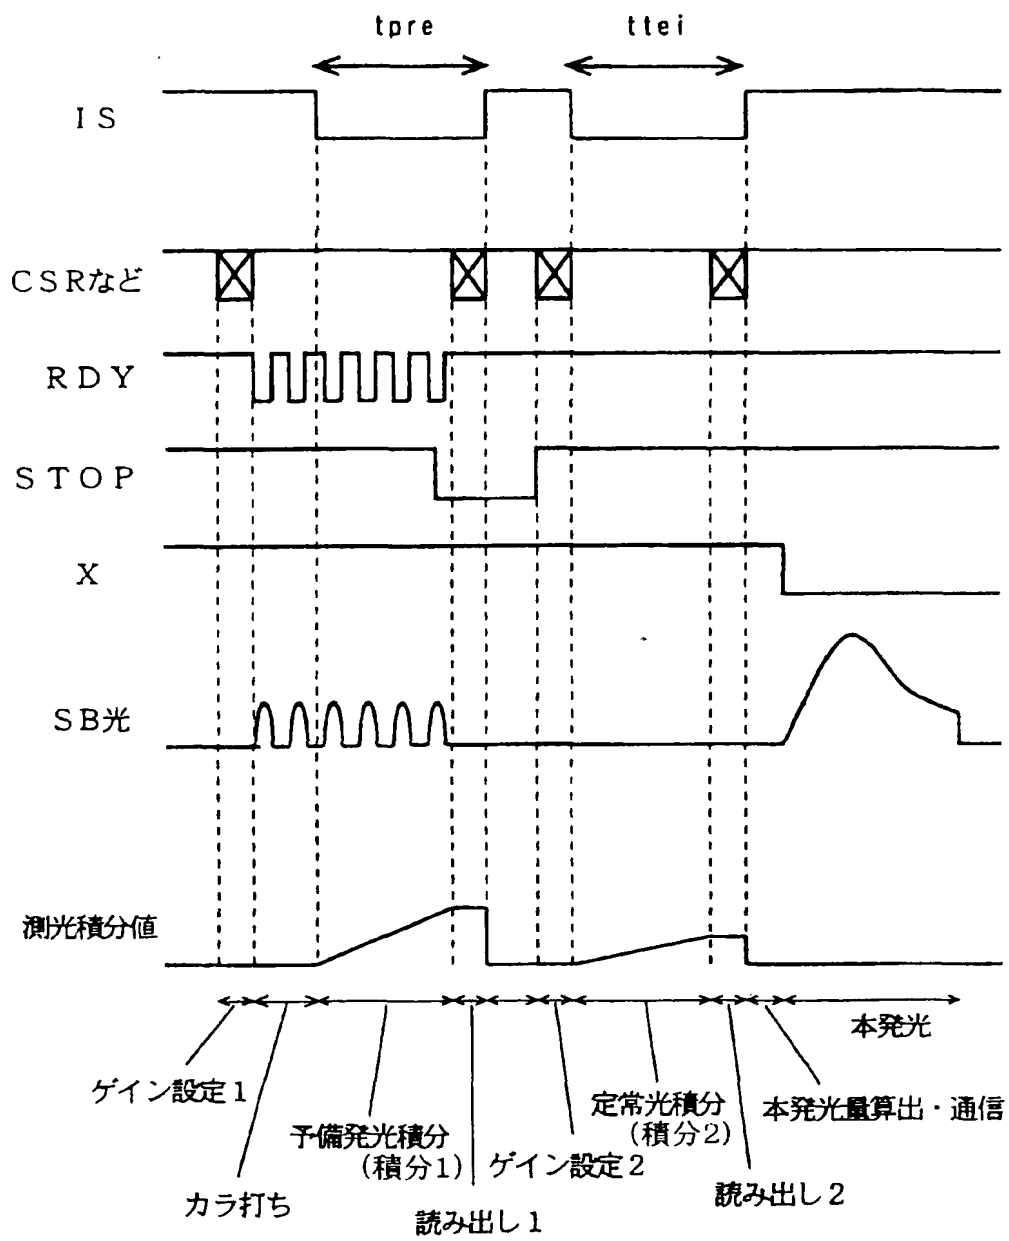 tpre
ttei
IS
CSRなど
RDY
STOP
X
SB光
測光積分値
本発光
ゲイン設定1
本発光量算出・通信
定常光積分
(積分2)
予備発光積分
(積分1)
ゲイン設定2
カラ打ち
読み出し2
読み出し1